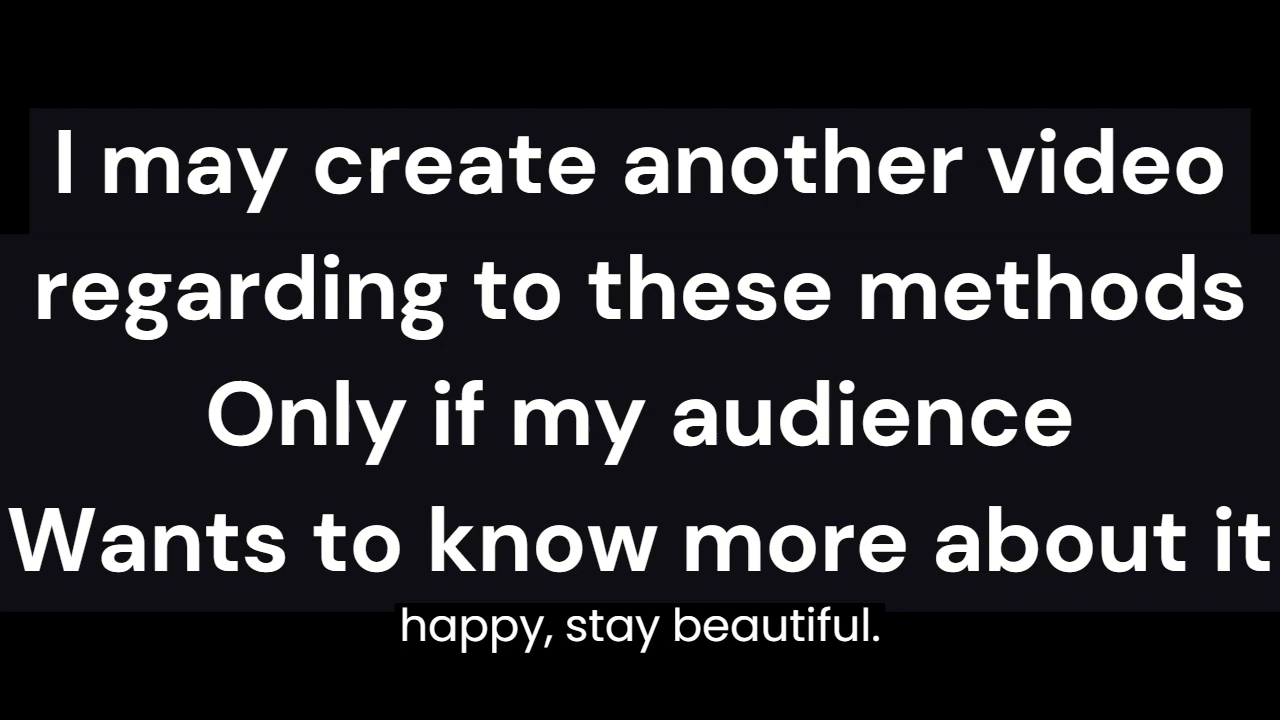 I may create another video
regarding to these methods
Only if my audience
Wants to know more about it
happy, stay beautiful.